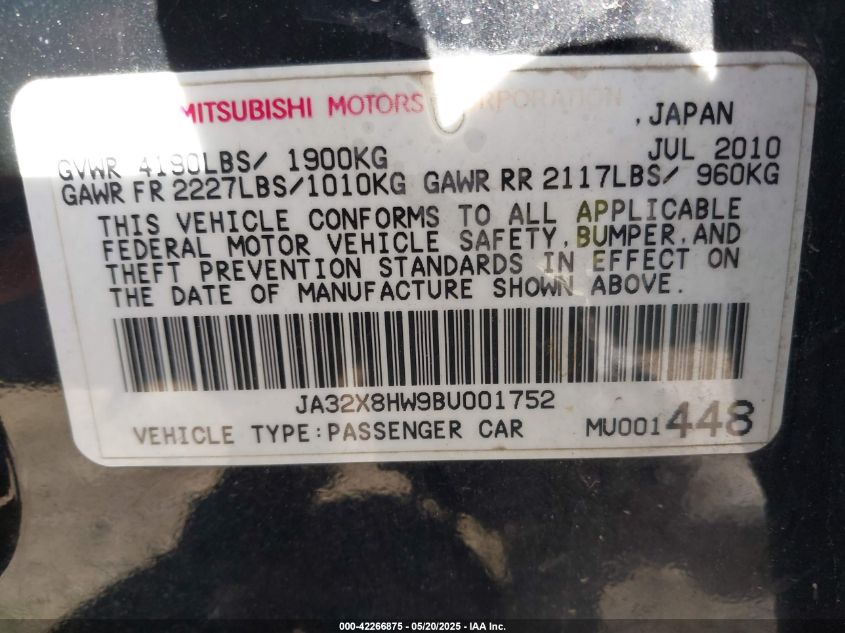 MITSUBISHI MOTORS CORPORATION , JAPAN
GVWR 4190LBS/ 1900KG JUL 2010
GAWR FR 2227LBS/1010KG GAWR RR 2117LBS/ 960KG
THIS VEHICLE CONFORMS TO ALL APPLICABLE
FEDERAL MOTOR VEHICLE SAFETY, BUMPER, AND
THEFT PREVENTION STANDARDS IN EFFECT ON
THE DATE OF MANUFACTURE SHOWN ABOVE.
JA32X8HW9BU001752
VEHICLE TYPE:PASSENGER CAR MU001448
000-42266875 - 05/20/2025 - IAA Inc.